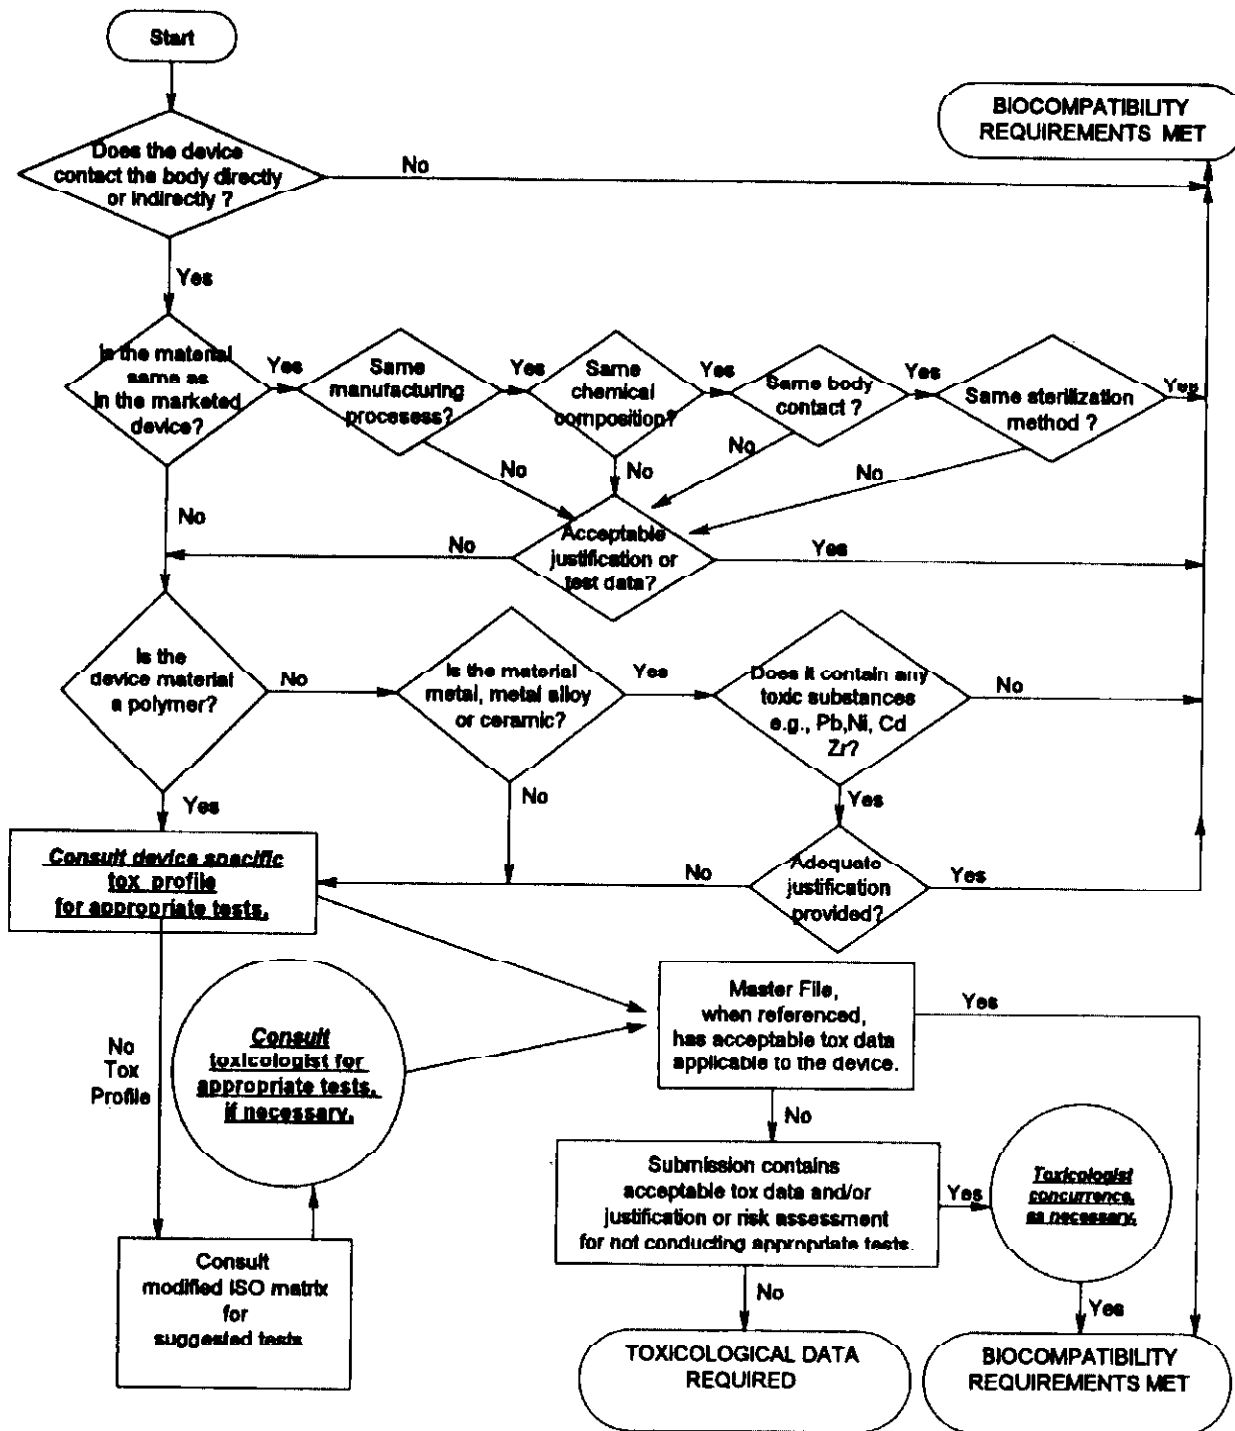 Start
BIOCOMPATIBILITY
REQUIREMENTS MET
Does the device
contact the body directly
or indirectly ?
No
Yes
Is the material
same as
in the marketed
device?
Yes
Same
manufacturing
procesess?
Yes
Same
chemical
composition?
Yes
Same body
contact ?
Yes
Same sterilization
method ?
Yes
No
No
No
No
No
Acceptable
justification or
test data?
No
Yes
Is the
device material
a polymer?
No
Is the material
metal, metal alloy
or ceramic?
Yes
Does it contain any
toxic substances
e.g., Pb,Ni, Cd
Zr?
No
Yes
No
Yes
Consult device specific
tox profile
for appropriate tests.
No
Adequate
justification
provided?
Yes
No
Tox
Profile
Consult
toxicologist for
appropriate tests,
if necessary.
Master File,
when referenced,
has acceptable tox data
applicable to the device.
Yes
No
Submission contains
acceptable tox data and/or
justification or risk assessment
for not conducting appropriate tests.
Yes
Toxicologist
concurrence,
as necessary.
Consult
modified ISO matrix
for
suggested tests
No
Yes
TOXICOLOGICAL DATA
REQUIRED
BIOCOMPATIBILITY
REQUIREMENTS MET